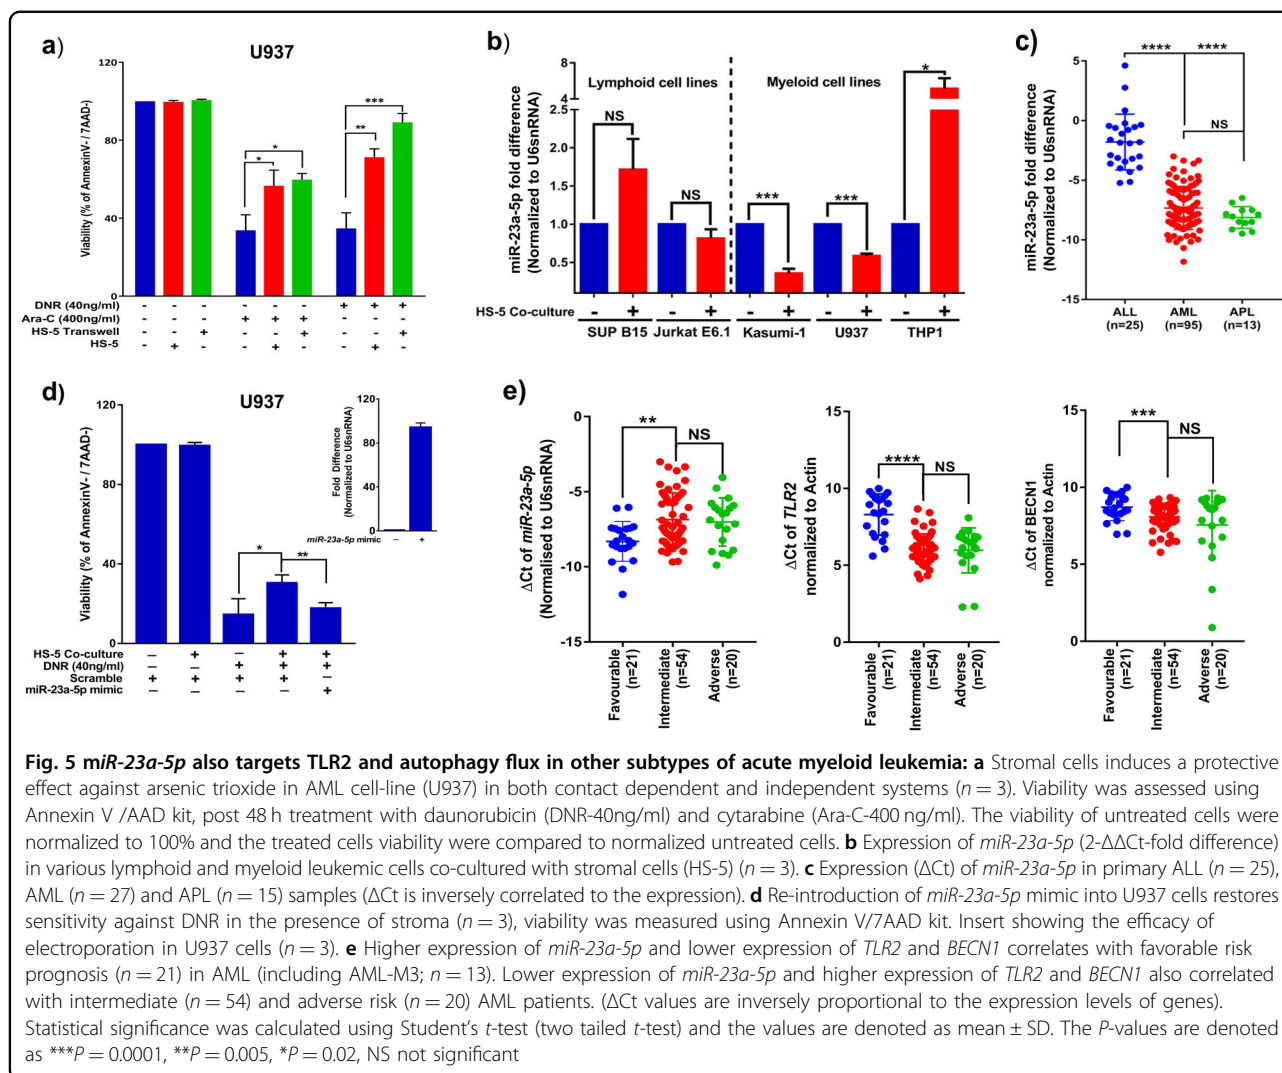 a)
U937
Viability (% of AnnexinV- / 7AAD-)
120
80
40
0
DNR (40ng/ml) - - - - - - + + +
Ara-C (400ng/ml) - - - + + + - - -
HS-5 Transwell - - + - - + - - +
HS-5 - + - - + - - + -
* * ** ***
b)
miR-23a-5p fold difference
(Normalized to U6snRNA)
8
4
2.5
2.0
1.5
1.0
0.5
Lymphoid cell lines
Myeloid cell lines
NS NS *** *** *
HS-5 Co-culture - + - + - + - + - +
SUP B15 Jurkat E6.1 Kasumi-1 U937 THP1
c)
miR-23a-5p fold difference
(Normalized to U6snRNA)
5
0
-5
-10
-15
**** ****
NS
ALL AML APL
(n=25) (n=95) (n=13)
d)
U937
Viability (% of AnnexinV- / 7AAD-)
120
80
40
0
* **
HS-5 Co-culture — + — + +
DNR (40ng/ml) — — + + +
Scramble + + + + —
miR-23a-5p mimic — — — — +
Fold Difference
(Normalized to U6snRNA)
120
80
40
0
miR-23a-5p mimic – +
e)
ΔCt of miR-23a-5p
(Normalised to U6snRNA)
0
-5
-10
-15
** NS
Favourable (n=21)
Intermediate (n=54)
Adverse (n=20)
ΔCt of TLR2
normalized to Actin
15
10
5
0
**** NS
Favourable (n=21)
Intermediate (n=54)
Adverse (n=20)
ΔCt of BECN1
normalized to Actin
15
10
5
0
*** NS
Favourable (n=21)
Intermediate (n=54)
Adverse (n=20)
Fig. 5 miR-23a-5p also targets TLR2 and autophagy flux in other subtypes of acute myeloid leukemia: a Stromal cells induces a protective
effect against arsenic trioxide in AML cell-line (U937) in both contact dependent and independent systems (n = 3). Viability was assessed using
Annexin V /AAD kit, post 48 h treatment with daunorubicin (DNR-40ng/ml) and cytarabine (Ara-C-400 ng/ml). The viability of untreated cells were
normalized to 100% and the treated cells viability were compared to normalized untreated cells. b Expression of miR-23a-5p (2-ΔΔCt-fold difference)
in various lymphoid and myeloid leukemic cells co-cultured with stromal cells (HS-5) (n = 3). c Expression (ΔCt) of miR-23a-5p in primary ALL (n = 25),
AML (n = 27) and APL (n = 15) samples (ΔCt is inversely correlated to the expression). d Re-introduction of miR-23a-5p mimic into U937 cells restores
sensitivity against DNR in the presence of stroma (n = 3), viability was measured using Annexin V/7AAD kit. Insert showing the efficacy of
electroporation in U937 cells (n = 3). e Higher expression of miR-23a-5p and lower expression of TLR2 and BECN1 correlates with favorable risk
prognosis (n = 21) in AML (including AML-M3; n = 13). Lower expression of miR-23a-5p and higher expression of TLR2 and BECN1 also correlated
with intermediate (n = 54) and adverse risk (n = 20) AML patients. (ΔCt values are inversely proportional to the expression levels of genes).
Statistical significance was calculated using Student's t-test (two tailed t-test) and the values are denoted as mean ± SD. The P-values are denoted
as ***P = 0.0001, **P = 0.005, *P = 0.02, NS not significant